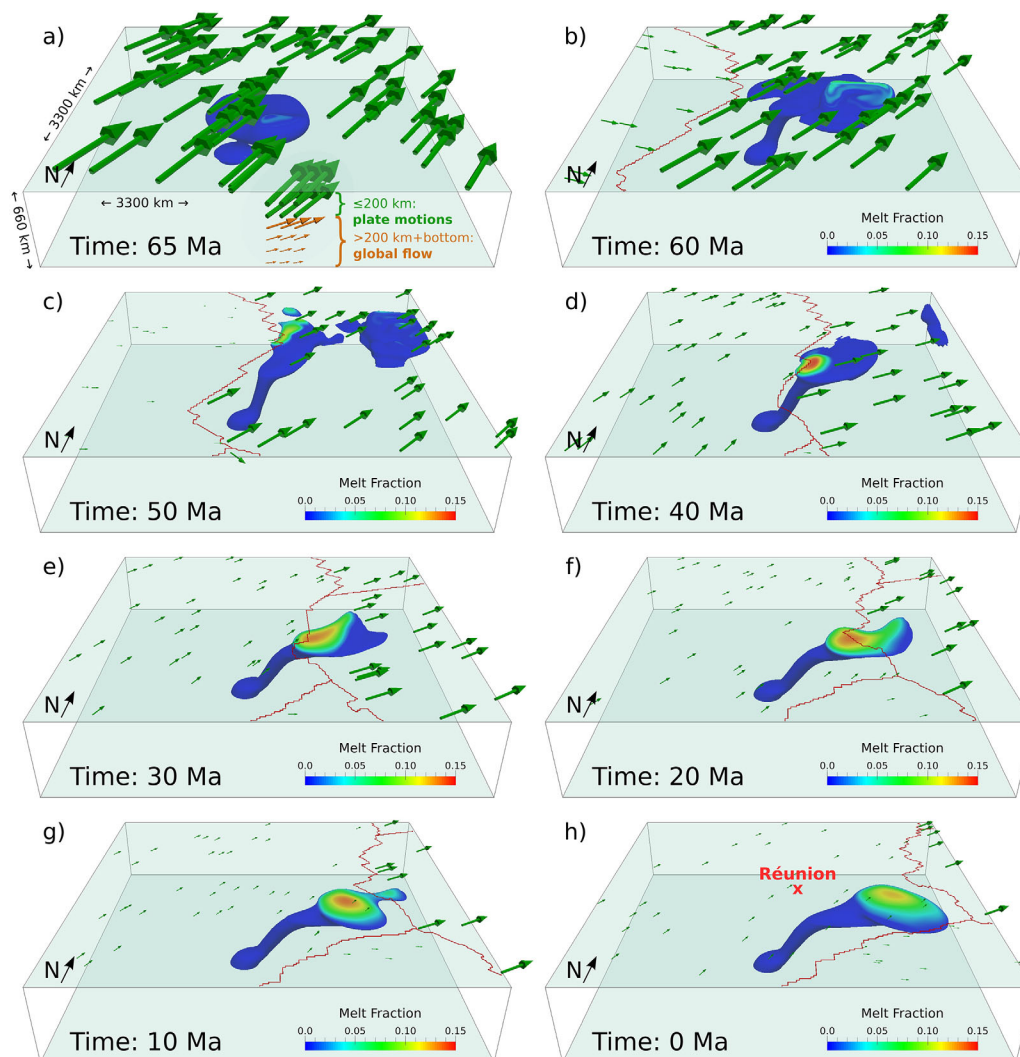 a)
← 3300 km →
N
← 3300 km →
← 660 km →
≤200 km:
plate motions
>200 km+bottom:
global flow
Time: 65 Ma
b)
N
Time: 60 Ma
Melt Fraction
0.0 0.05 0.10 0.15
c)
N
Time: 50 Ma
Melt Fraction
0.0 0.05 0.10 0.15
d)
N
Time: 40 Ma
Melt Fraction
0.0 0.05 0.10 0.15
e)
N
Time: 30 Ma
Melt Fraction
0.0 0.05 0.10 0.15
f)
N
Time: 20 Ma
Melt Fraction
0.0 0.05 0.10 0.15
g)
N
Time: 10 Ma
Melt Fraction
0.0 0.05 0.10 0.15
h)
Réunion
x
N
Time: 0 Ma
Melt Fraction
0.0 0.05 0.10 0.15